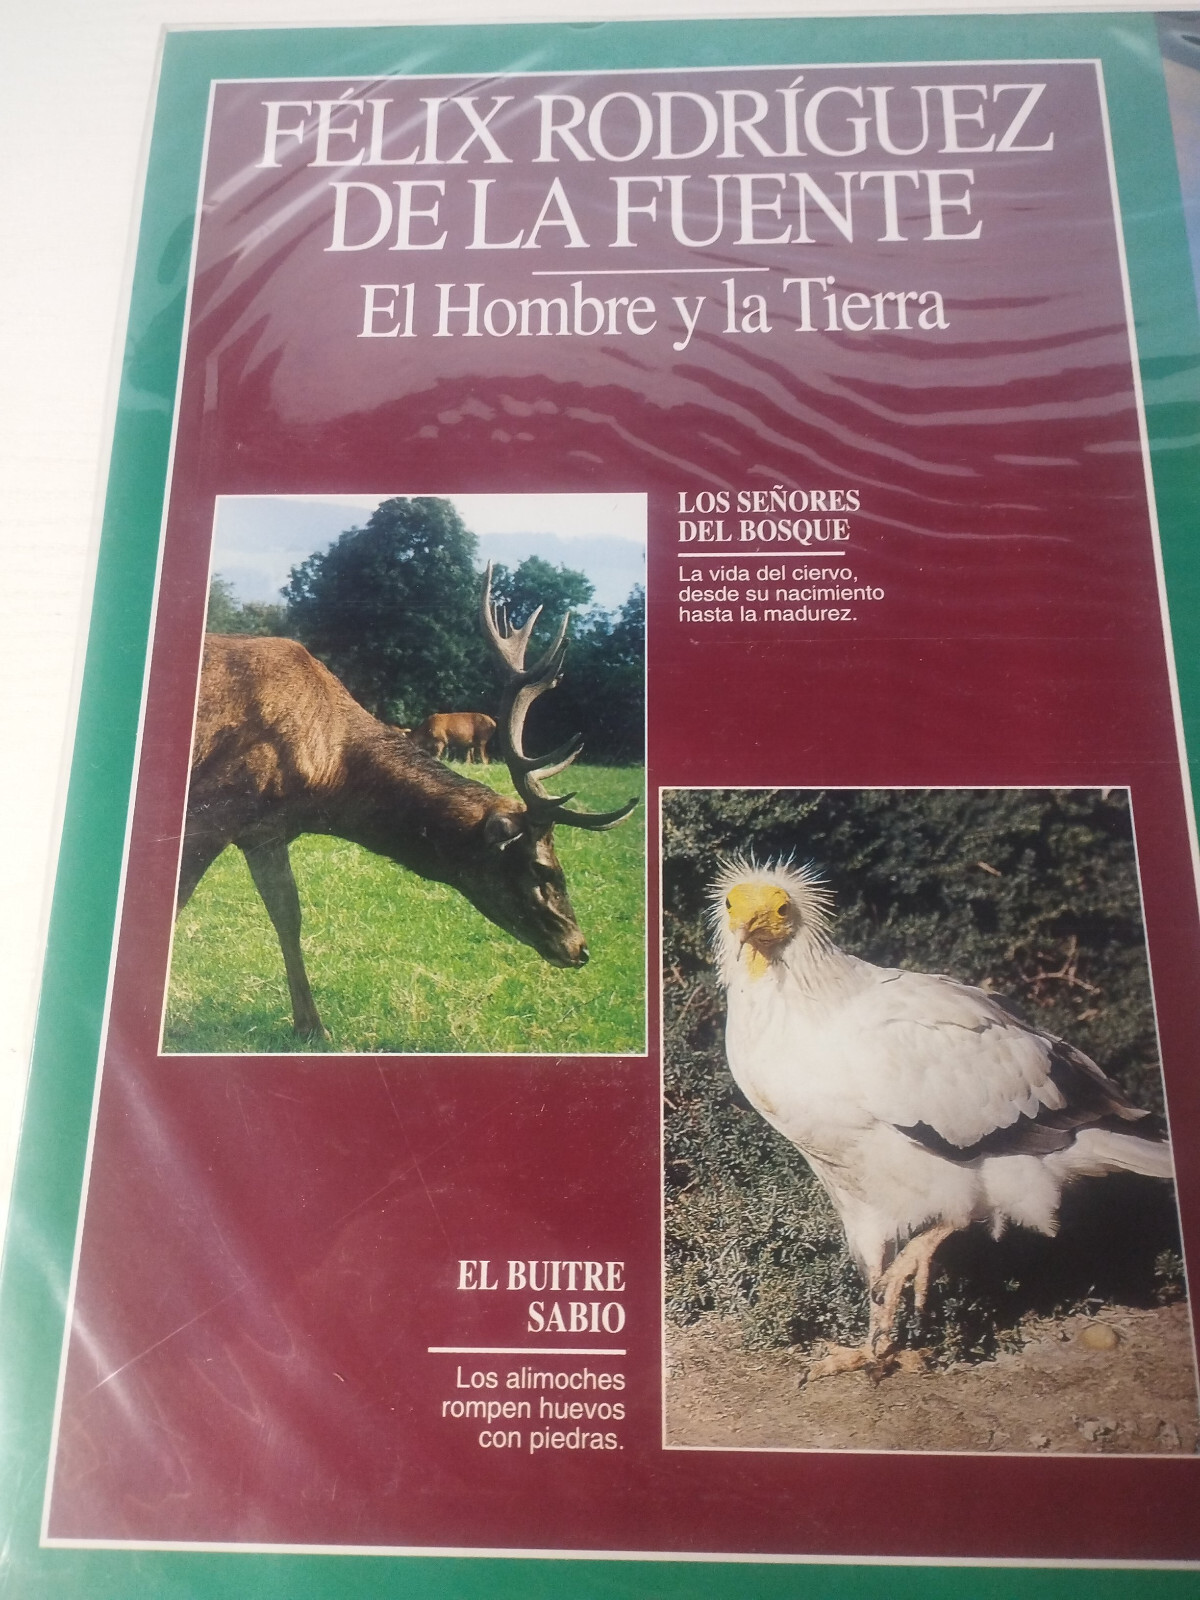 FÉLIX RODRÍGUEZ
DE LA FUENTE
El Hombre y la Tierra
LOS SEÑORES
DEL BOSQUE
La vida del ciervo,
desde su nacimiento
hasta la madurez.
EL BUITRE
SABIO
Los alimoches
rompen huevos
con piedras.